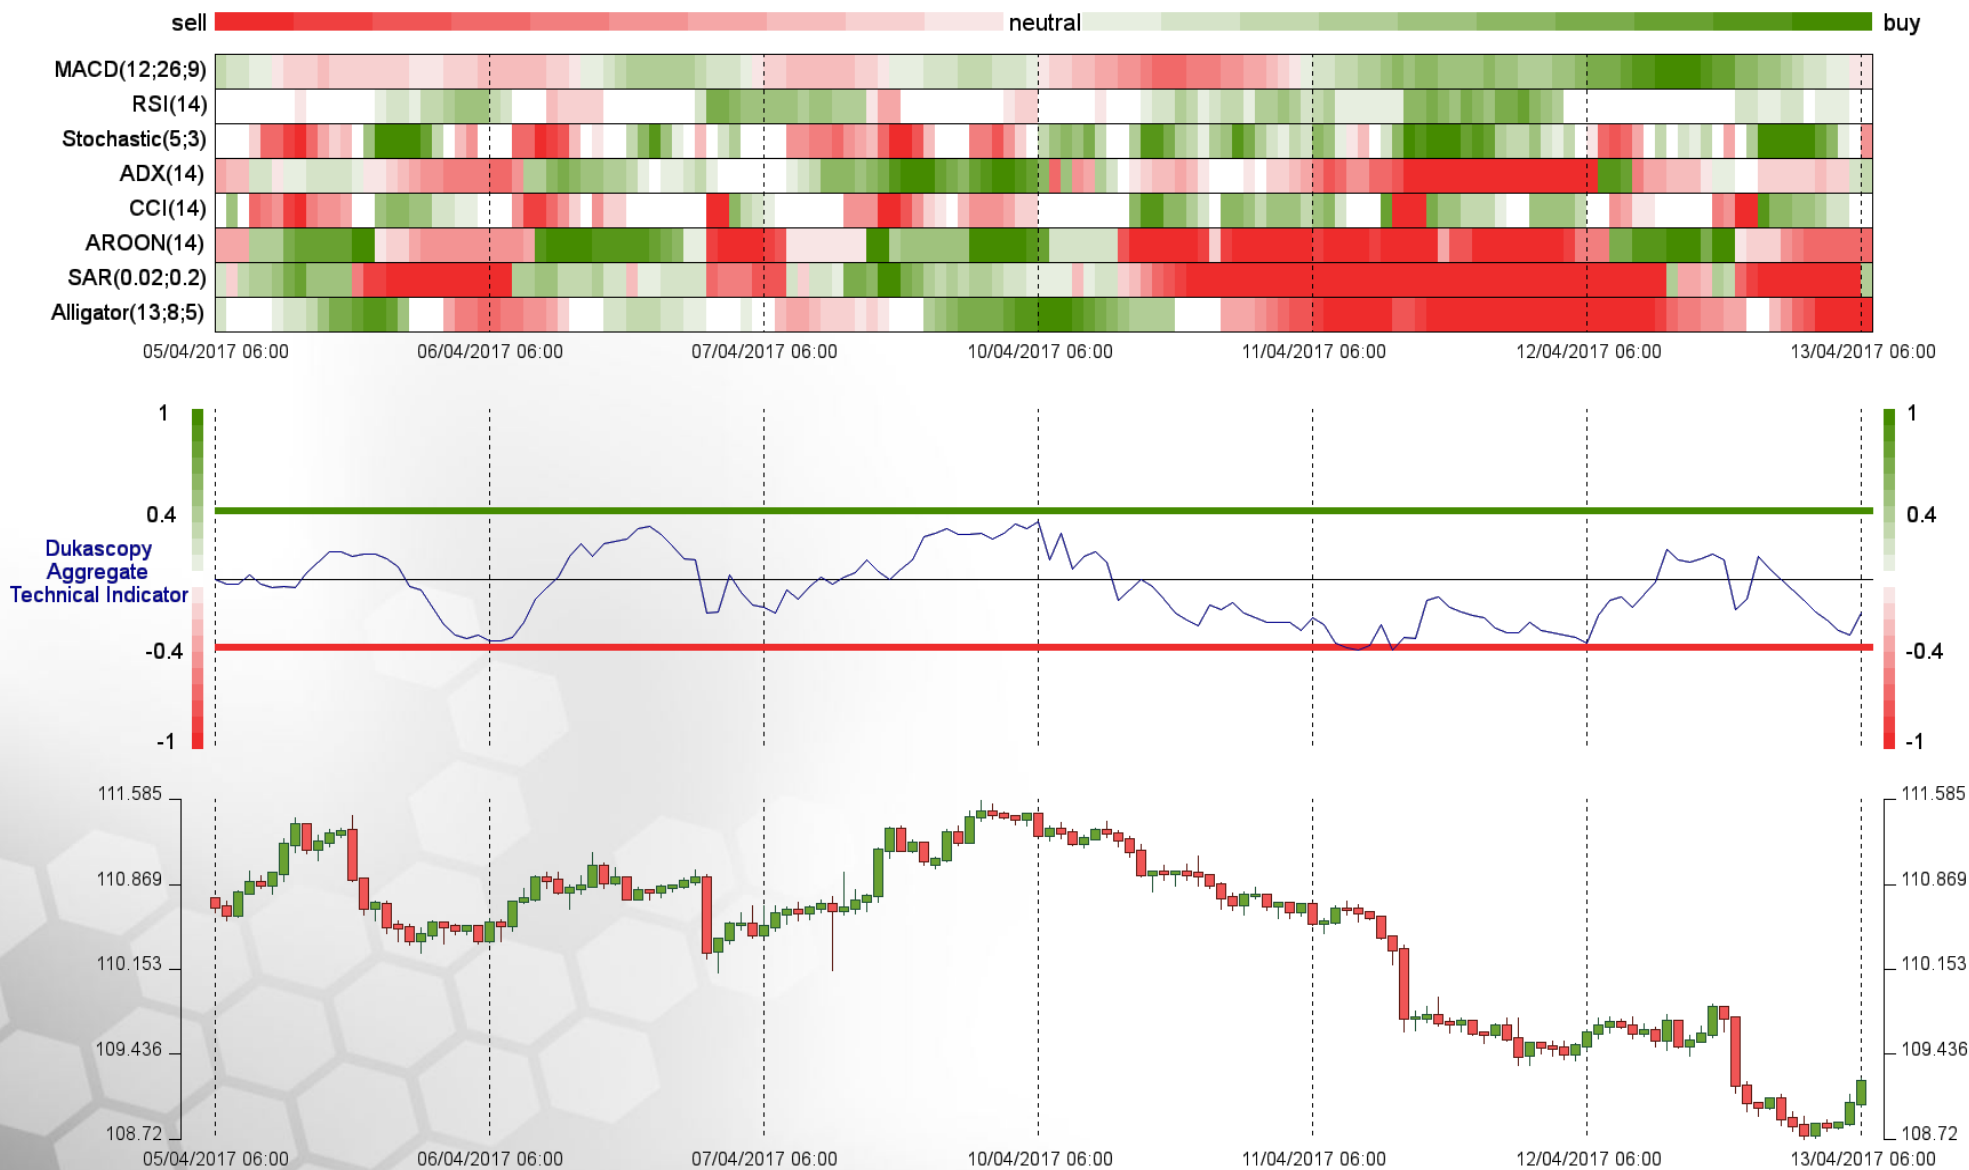 sell neutral buy
MACD(12;26;9)
RSI(14)
Stochastic(5;3)
ADX(14)
CCI(14)
AROON(14)
SAR(0.02;0.2)
Alligator(13;8;5)
05/04/2017 06:00 06/04/2017 06:00 07/04/2017 06:00 10/04/2017 06:00 11/04/2017 06:00 12/04/2017 06:00 13/04/2017 06:00
1 1
0.4 0.4
Dukascopy
Aggregate
Technical Indicator
-0.4 -0.4
-1 -1
111.585 111.585
110.869 110.869
110.153 110.153
109.436 109.436
108.72 108.72
05/04/2017 06:00 06/04/2017 06:00 07/04/2017 06:00 10/04/2017 06:00 11/04/2017 06:00 12/04/2017 06:00 13/04/2017 06:00